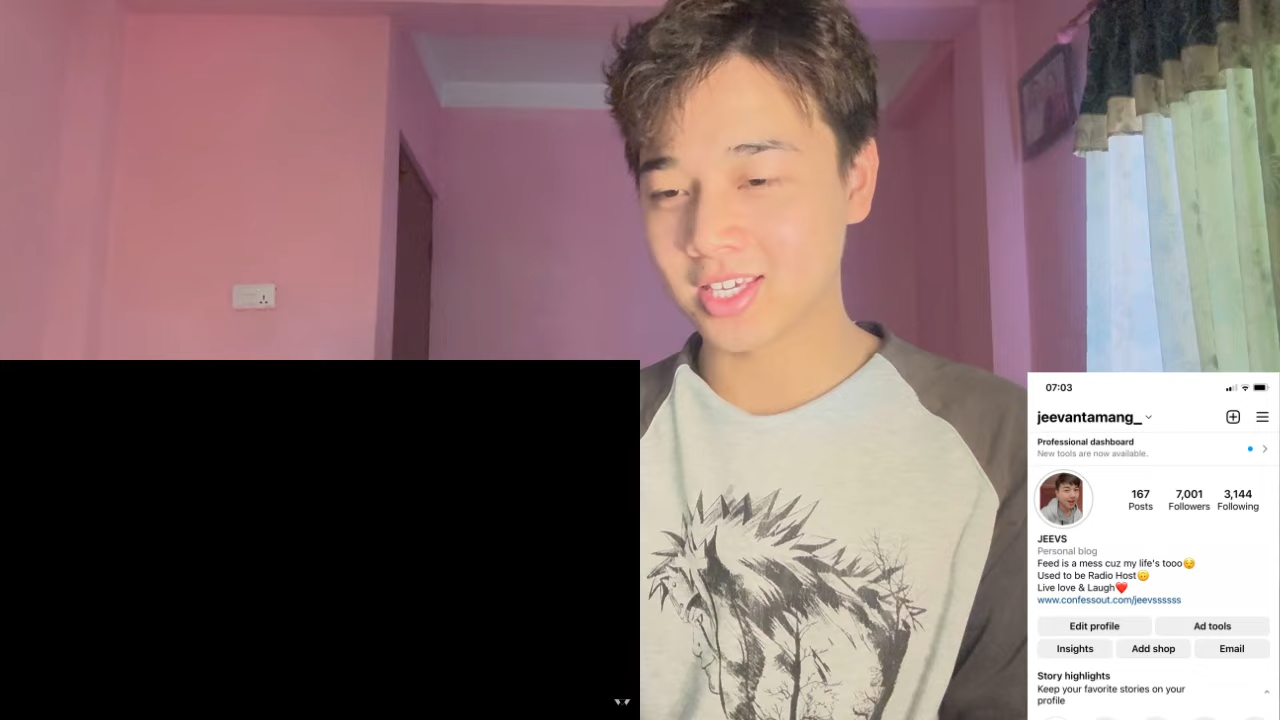 07:03
jeevantamang_
Professional dashboard
New tools are now available.
167 7,001 3,144
Posts Followers Following
JEEVS
Personal blog
Feed is a mess cuz my life's tooo😔
Used to be Radio Host🙃
Live love & Laugh❤️
www.confessout.com/jeevssssss
Edit profile Ad tools
Insights Add shop Email
Story highlights
Keep your favorite stories on your
profile